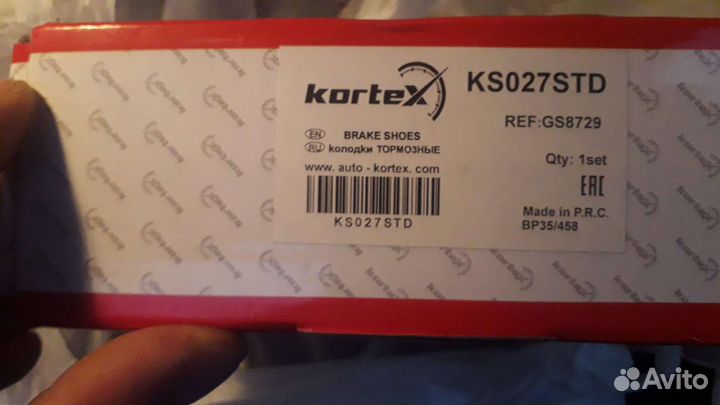 kortex
KS027STD
REF:GS8729
EN BRAKE SHOES
RU колодки ТОРМОЗНЫЕ
Qty: 1set
www. auto - kortex. com
EAC
KS027STD
Made in P.R.C.
BP35/458
Avito